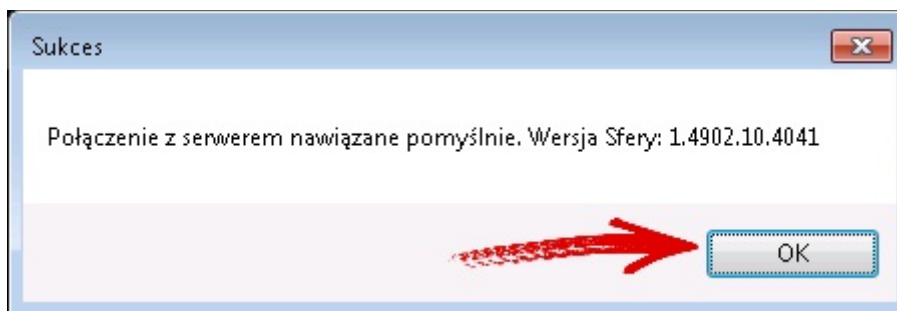 Sukces
Połączenie z serwerem nawiązane pomyślnie. Wersja Sfery: 1.4902.10.4041
OK